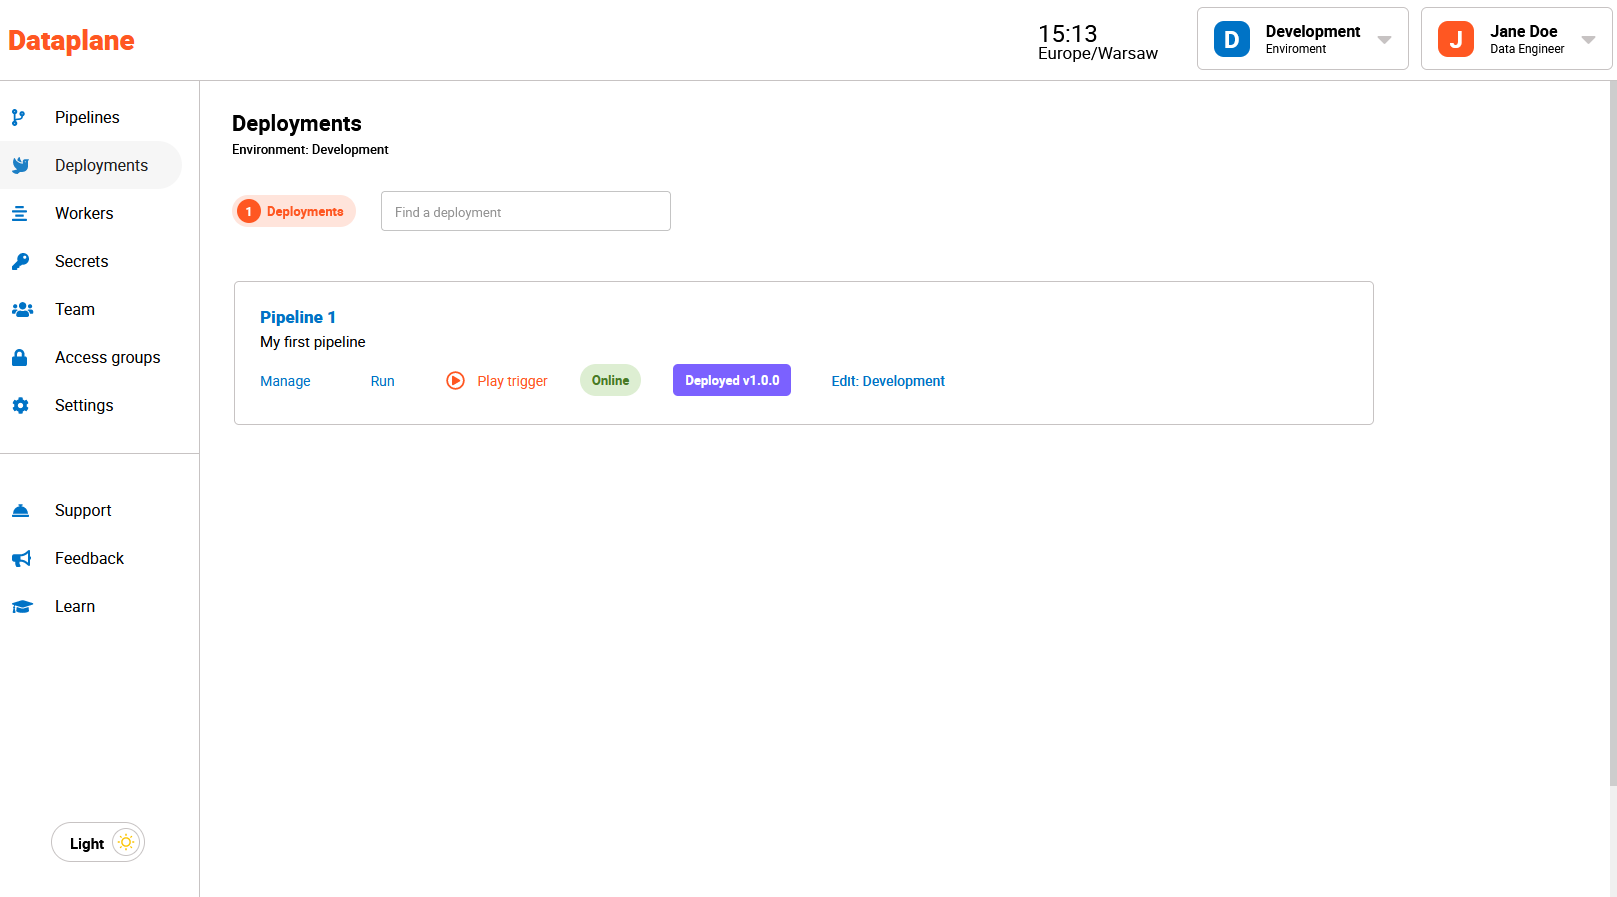 Dataplane
15:13
Europe/Warsaw
D
Development
Enviroment
J
Jane Doe
Data Engineer
Pipelines
Deployments
Workers
Secrets
Team
Access groups
Settings
Support
Feedback
Learn
Light
Deployments
Environment: Development
1 Deployments
Find a deployment
Pipeline 1
My first pipeline
Manage Run Play trigger Online Deployed v1.0.0 Edit: Development